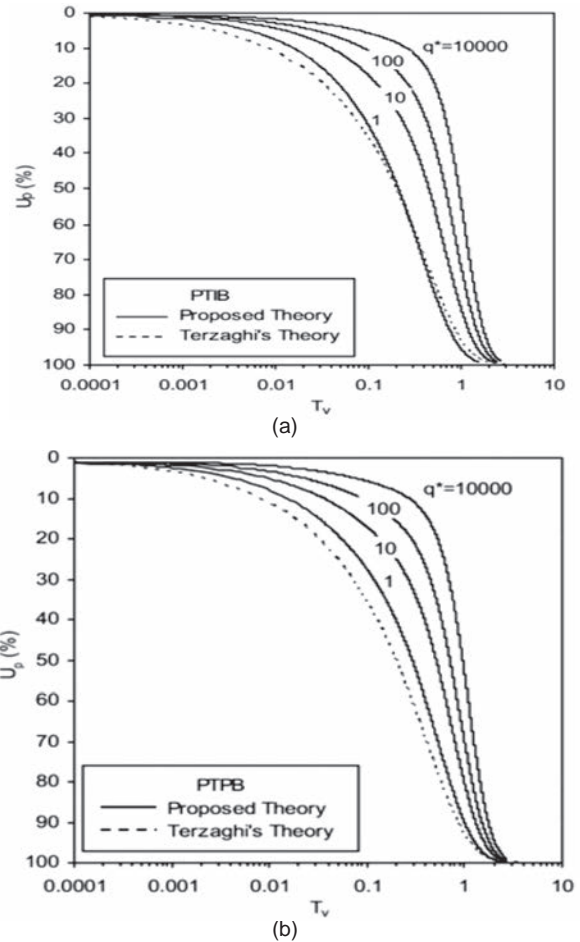 0
10
20
30
40
50
60
70
80
90
100
Up (%)
q*=10000
100
10
1
PTIB
Proposed Theory
Terzaghi's Theory
0.0001
0.001
0.01
0.1
1
10
Tv
(a)
0
10
20
30
40
50
60
70
80
90
100
Up (%)
q*=10000
100
10
1
PTPB
Proposed Theory
Terzaghi's Theory
0.0001
0.001
0.01
0.1
1
10
Tv
(b)